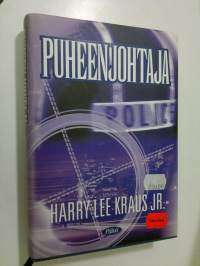 PUHEENJOHTAJA
POLICE
HARRY LEE KRAUS JR.